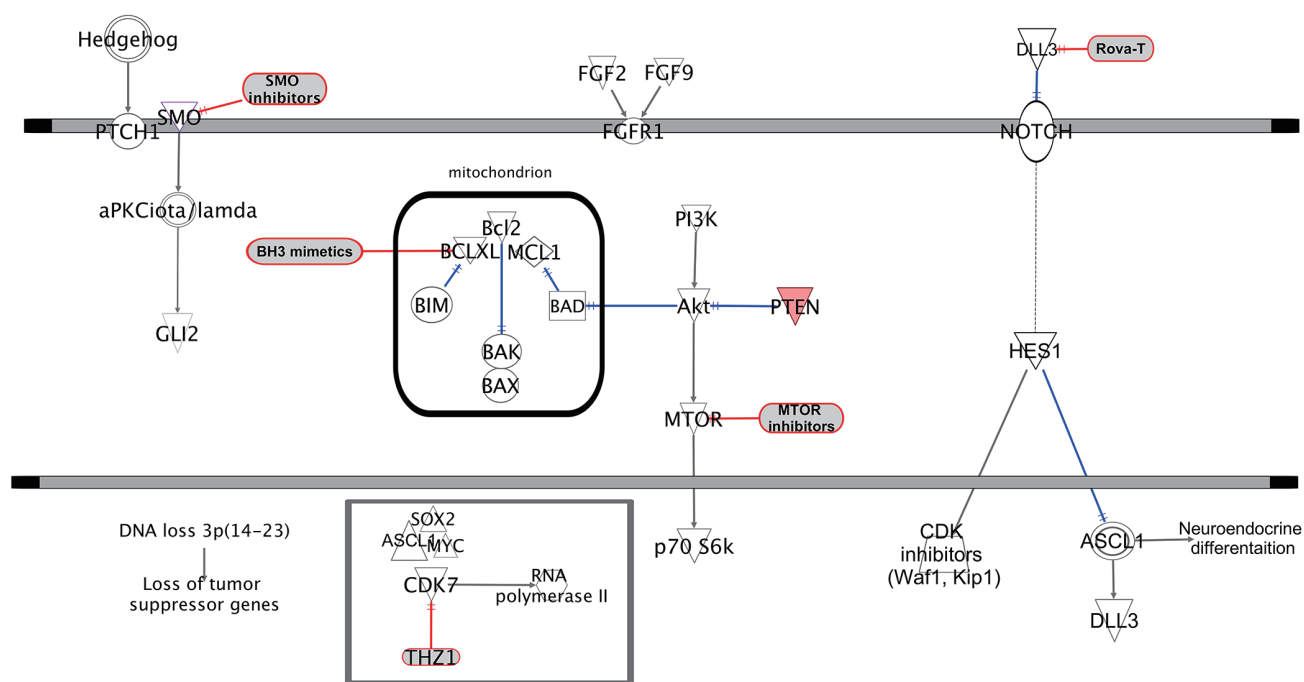 Hedgehog
SMO
inhibitors
SMO
PTCH1
aPKCiota/lamda
GLI2
FGF2
FGF9
FGFR1
DLL3
Rova-T
NOTCH
mitochondrion
Bcl2
BCLXL
MCL1
BH3 mimetics
BIM
BAD
BAK
BAX
PI3K
Akt
PTEN
MTOR
MTOR
inhibitors
p70 S6k
HES1
CDK
inhibitors
(Waf1, Kip1)
ASCL1
Neuroendocrine
differentaition
DLL3
DNA loss 3p(14-23)
Loss of tumor
suppressor genes
SOX2
ASCL1
MYC
CDK7
RNA
polymerase II
THZ1